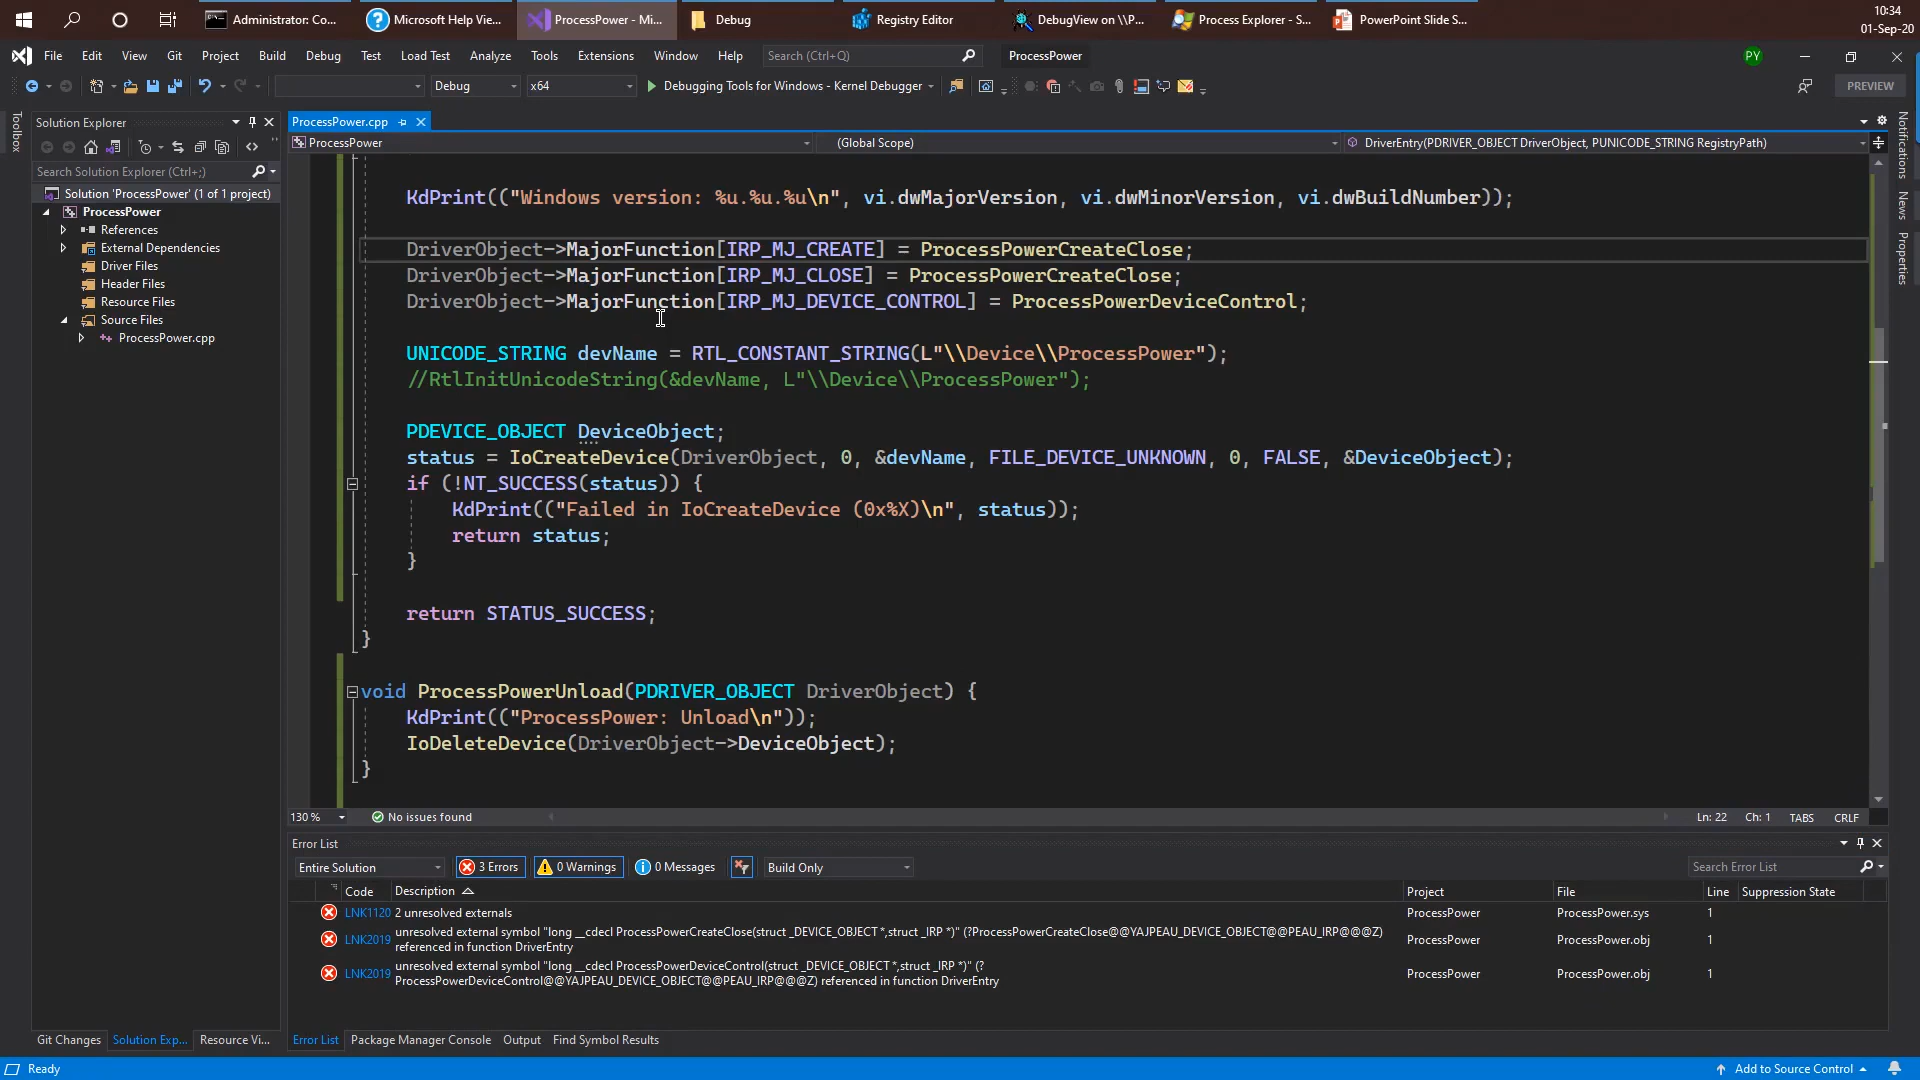 Administrator: Co...
Microsoft Help Vie...
ProcessPower - Mi...
Debug
Registry Editor
DebugView on \\P...
Process Explorer - S...
PowerPoint Slide S...
10:34
01-Sep-20
File Edit View Git Project Build Debug Test Load Test Analyze Tools Extensions Window Help Search (Ctrl+Q) ProcessPower PY
Debug x64 Debugging Tools for Windows - Kernel Debugger PREVIEW
Toolbox
Solution Explorer
Search Solution Explorer (Ctrl+;)
Solution 'ProcessPower' (1 of 1 project)
ProcessPower
References
External Dependencies
Driver Files
Header Files
Resource Files
Source Files
ProcessPower.cpp
ProcessPower.cpp
ProcessPower (Global Scope) DriverEntry(PDRIVER_OBJECT DriverObject, PUNICODE_STRING RegistryPath)
KdPrint(("Windows version: %u.%u.%u\n", vi.dwMajorVersion, vi.dwMinorVersion, vi.dwBuildNumber));
DriverObject->MajorFunction[IRP_MJ_CREATE] = ProcessPowerCreateClose;
DriverObject->MajorFunction[IRP_MJ_CLOSE] = ProcessPowerCreateClose;
DriverObject->MajorFunction[IRP_MJ_DEVICE_CONTROL] = ProcessPowerDeviceControl;
UNICODE_STRING devName = RTL_CONSTANT_STRING(L"\\Device\\ProcessPower");
//RtlInitUnicodeString(&devName, L"\\Device\\ProcessPower");
PDEVICE_OBJECT DeviceObject;
status = IoCreateDevice(DriverObject, 0, &devName, FILE_DEVICE_UNKNOWN, 0, FALSE, &DeviceObject);
if (!NT_SUCCESS(status)) {
KdPrint(("Failed in IoCreateDevice (0x%X)\n", status));
return status;
}
return STATUS_SUCCESS;
}
void ProcessPowerUnload(PDRIVER_OBJECT DriverObject) {
KdPrint(("ProcessPower: Unload\n"));
IoDeleteDevice(DriverObject->DeviceObject);
}
Notifications
News
Properties
130 % No issues found Ln: 22 Ch: 1 TABS CRLF
Error List
Entire Solution 3 Errors 0 Warnings 0 Messages Build Only Search Error List
Code Description Project File Line Suppression State
LNK1120 2 unresolved externals ProcessPower ProcessPower.sys 1
LNK2019 unresolved external symbol "long __cdecl ProcessPowerCreateClose(struct _DEVICE_OBJECT *,struct _IRP *)" (?ProcessPowerCreateClose@@YAJPEAU_DEVICE_OBJECT@@PEAU_IRP@@@Z) ProcessPower ProcessPower.obj 1
referenced in function DriverEntry
LNK2019 unresolved external symbol "long __cdecl ProcessPowerDeviceControl(struct _DEVICE_OBJECT *,struct _IRP *)" (? ProcessPower ProcessPower.obj 1
ProcessPowerDeviceControl@@YAJPEAU_DEVICE_OBJECT@@PEAU_IRP@@@Z) referenced in function DriverEntry
Git Changes Solution Exp... Resource Vi... Error List Package Manager Console Output Find Symbol Results
Ready Add to Source Control